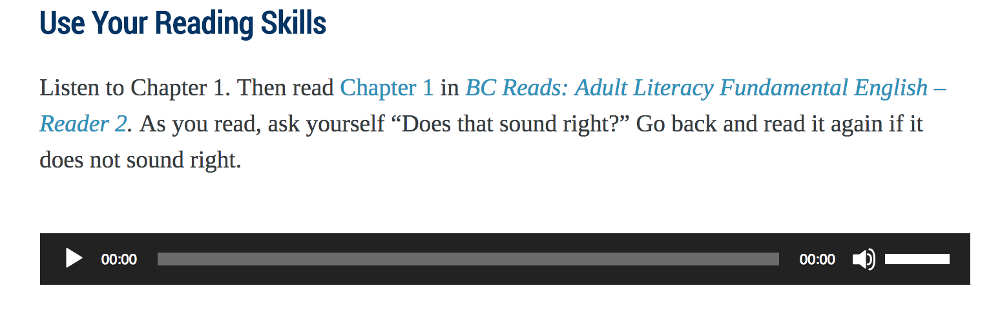 Use Your Reading Skills
Listen to Chapter 1. Then read Chapter 1 in BC Reads: Adult Literacy Fundamental English –
Reader 2. As you read, ask yourself “Does that sound right?” Go back and read it again if it
does not sound right.
00:00 00:00